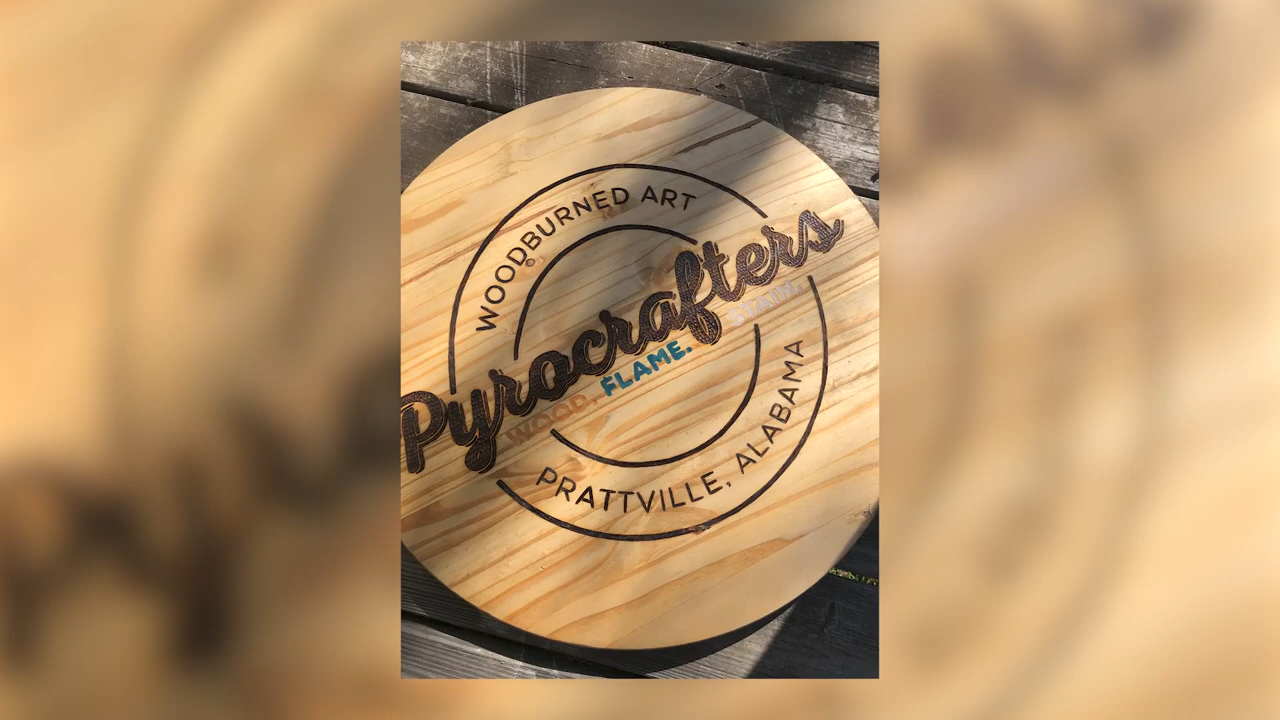 WOODBURNED ART
Pyrocrafters
WOOD. FLAME. STAIN.
PRATTVILLE, ALABAMA